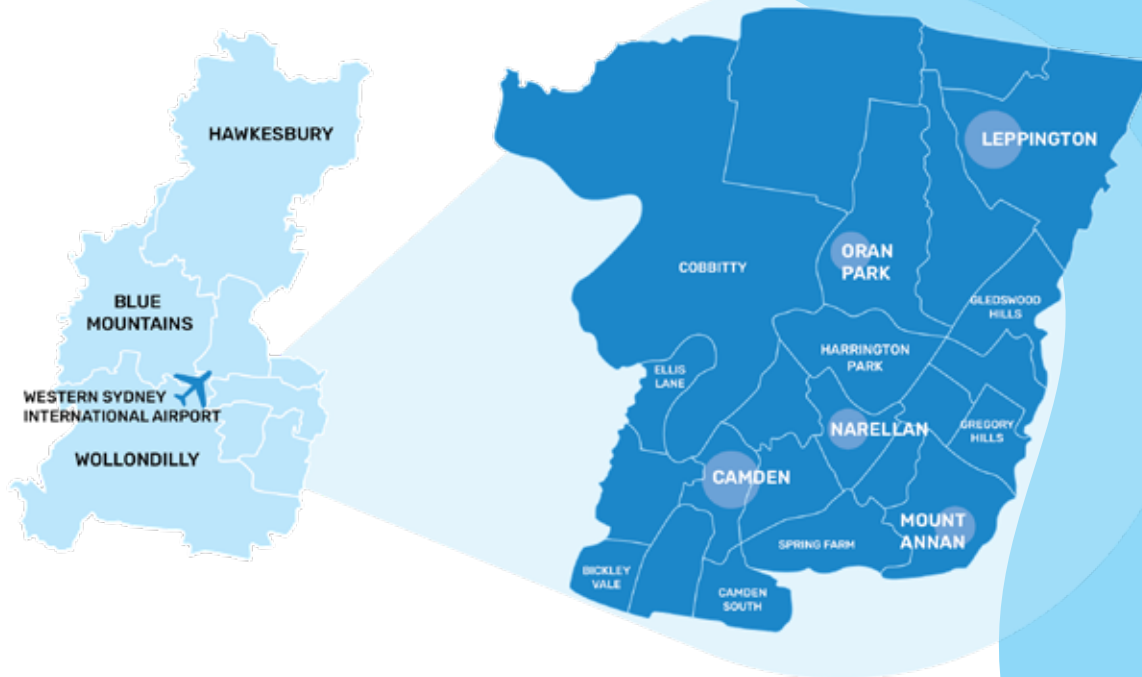 HAWKESBURY
BLUE
MOUNTAINS
WESTERN SYDNEY
INTERNATIONAL AIRPORT
WOLLONDILLY
LEPPINGTON
ORAN
PARK
COBBITTY
GLEDSWOOD
HILLS
HARRINGTON
PARK
ELLIS
LANE
NARELLAN
GREGORY
HILLS
CAMDEN
MOUNT
ANNAN
SPRING FARM
BICKLEY
VALE
CAMDEN
SOUTH